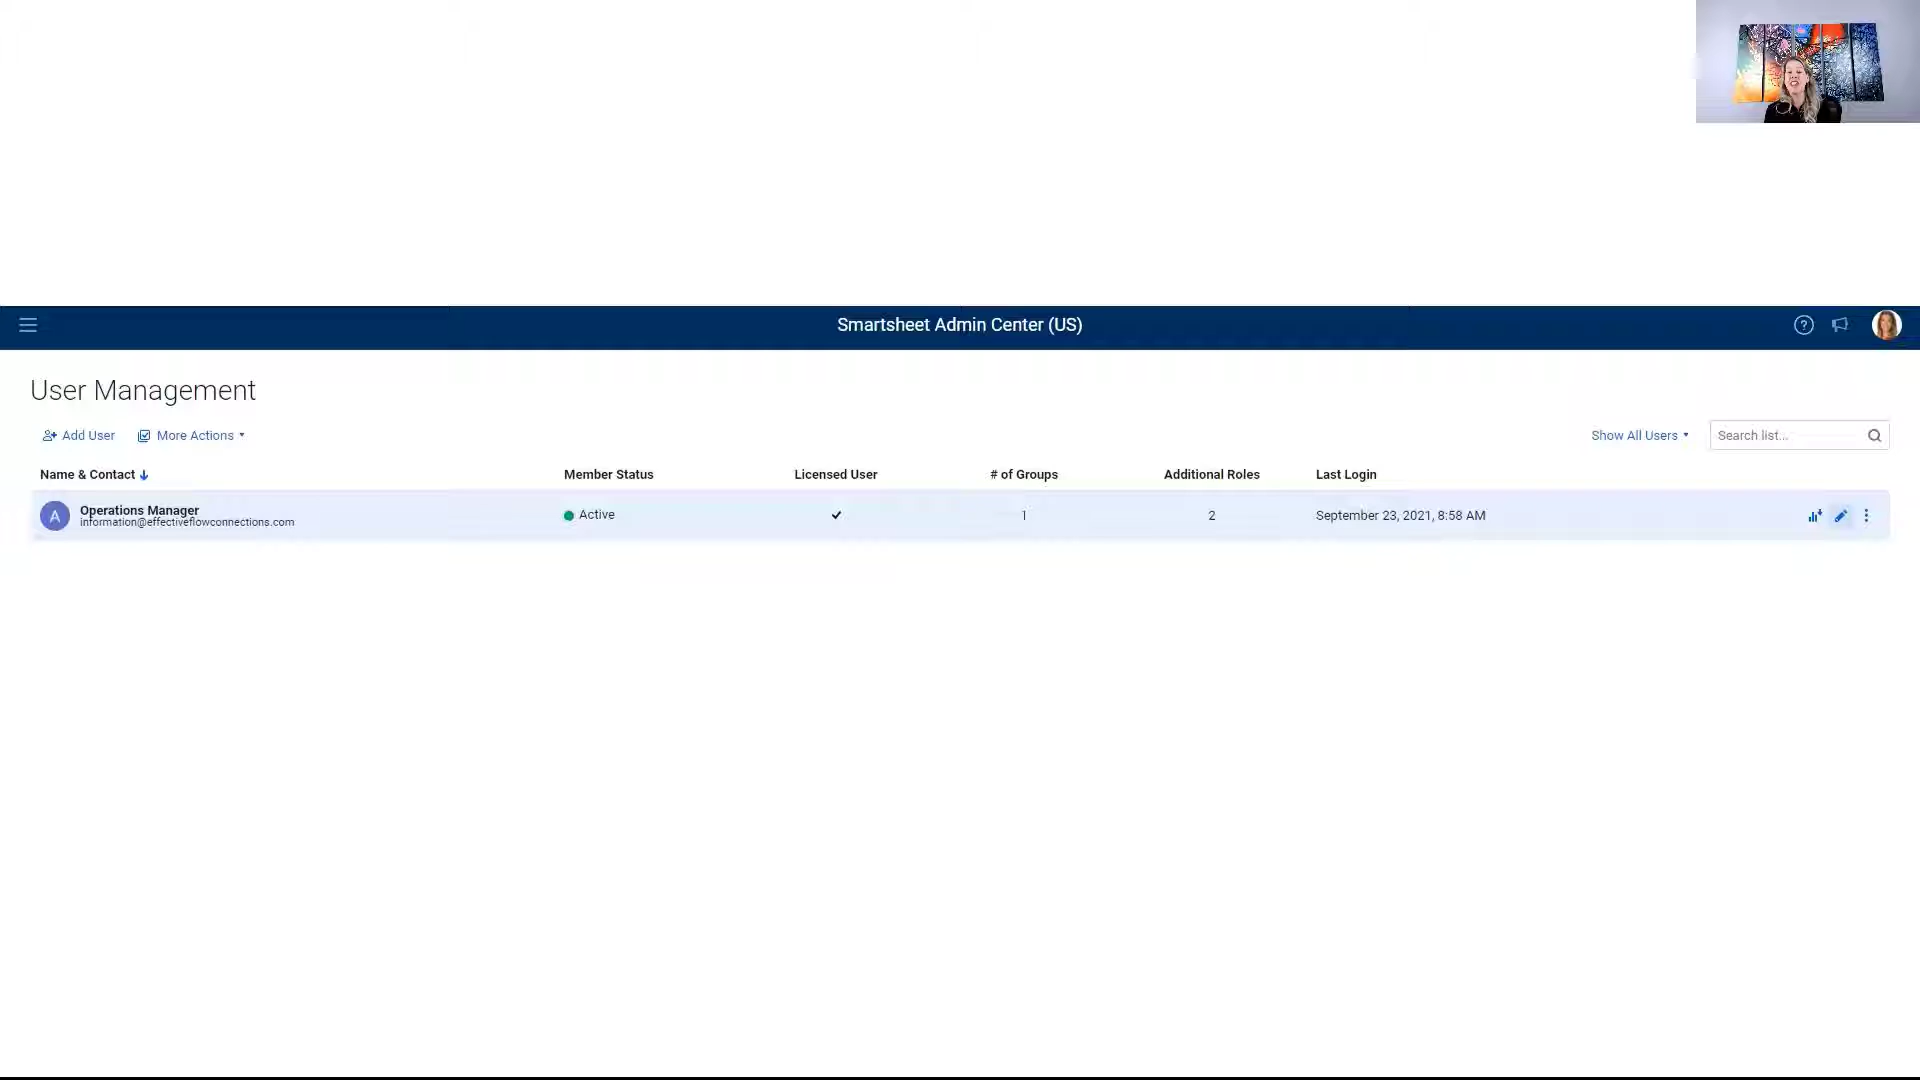 Smartsheet Admin Center (US)
User Management
Add User More Actions Show All Users Search list...
Name & Contact Member Status Licensed User # of Groups Additional Roles Last Login
A Operations Manager Active 1 2 September 23, 2021, 8:58 AM
information@effectiveflowconnections.com